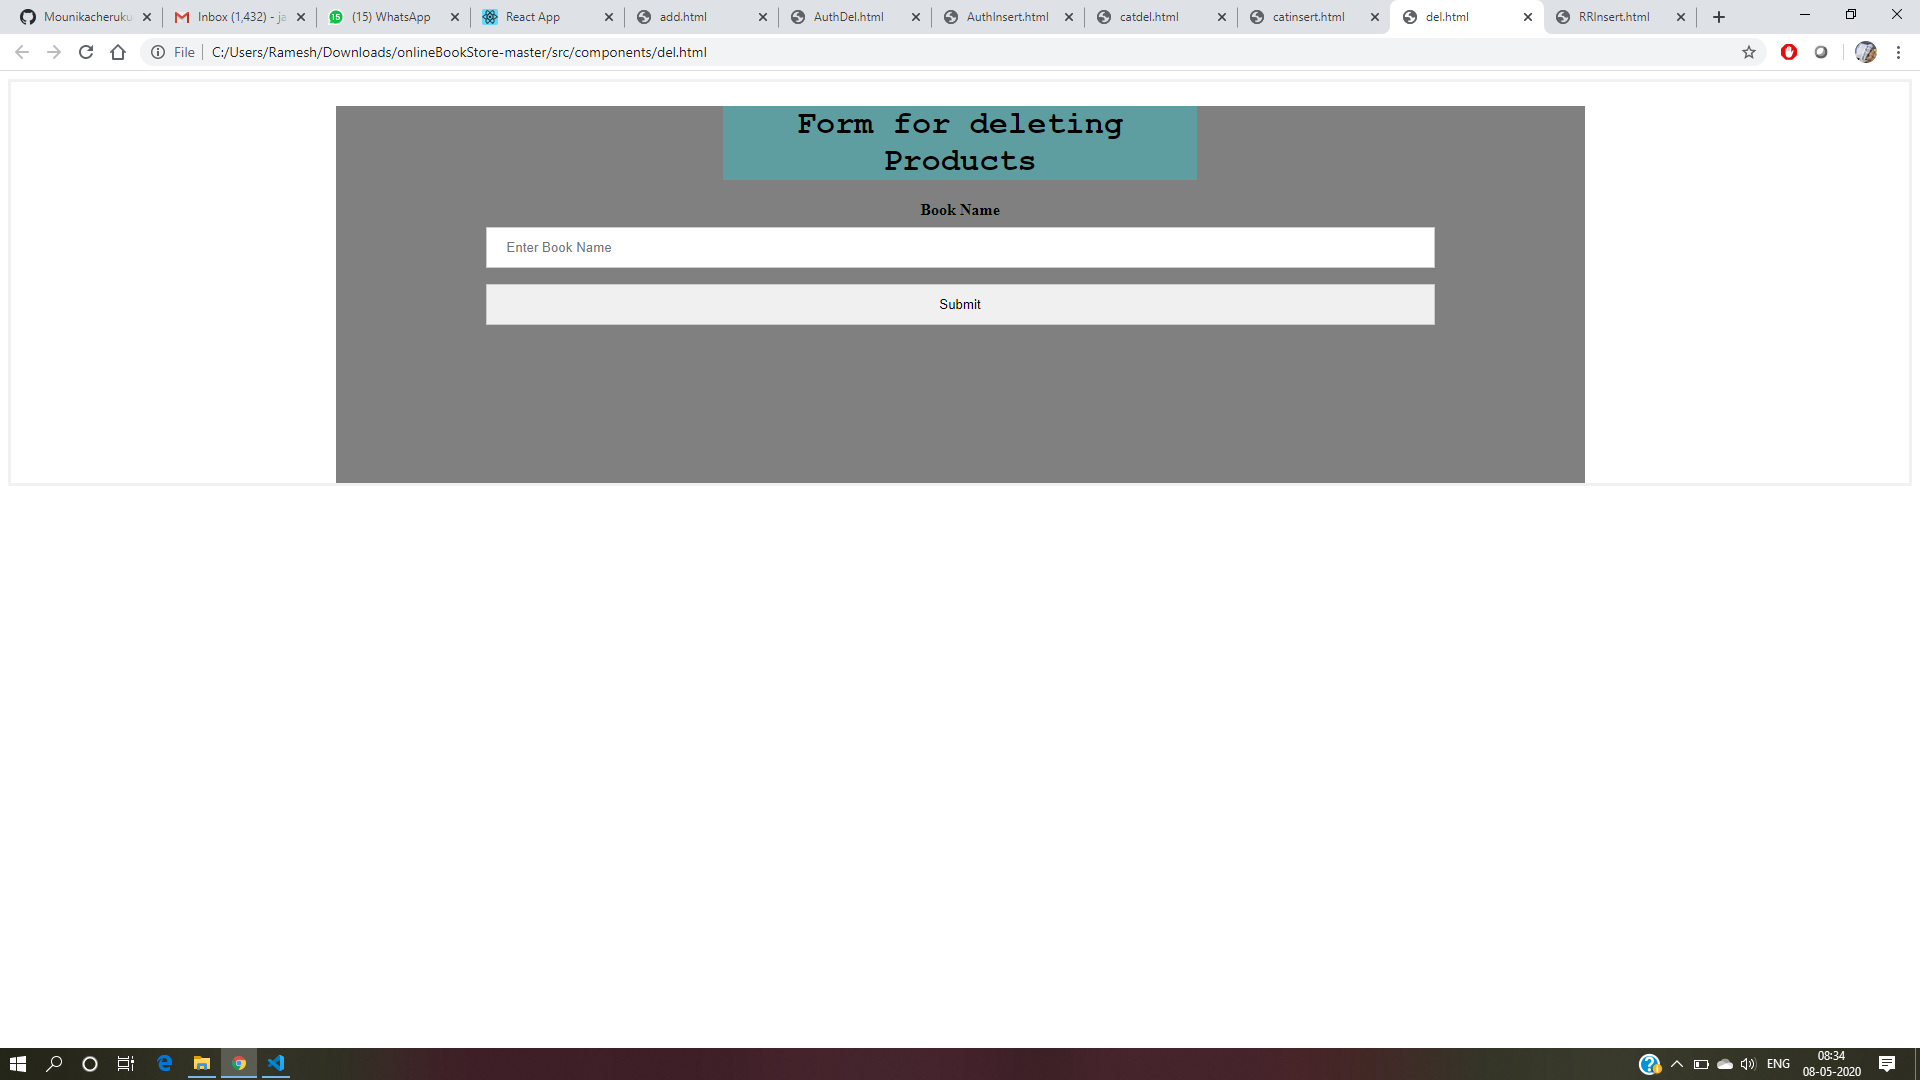 Mounikacheruku
Inbox (1,432) - ja
(15) WhatsApp
React App
add.html
AuthDel.html
AuthInsert.html
catdel.html
catinsert.html
del.html
RRInsert.html
File
C:/Users/Ramesh/Downloads/onlineBookStore-master/src/components/del.html
Form for deleting
Products
Book Name
Enter Book Name
Submit
ENG
08:34
08-05-2020